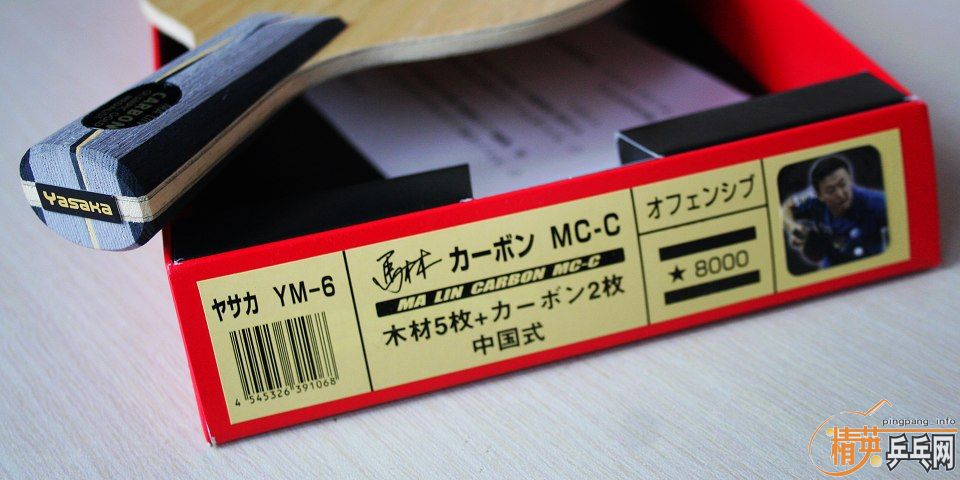 CARBON
Yasaka
ヤサカ YM-6
4 545326 391068
馬林 カーボン MC-C
MA LIN CARBON MC-C
木材5枚+カーボン2枚
中国式
オフェンシブ
★ 8000
pingpang_info
精英乒乓网